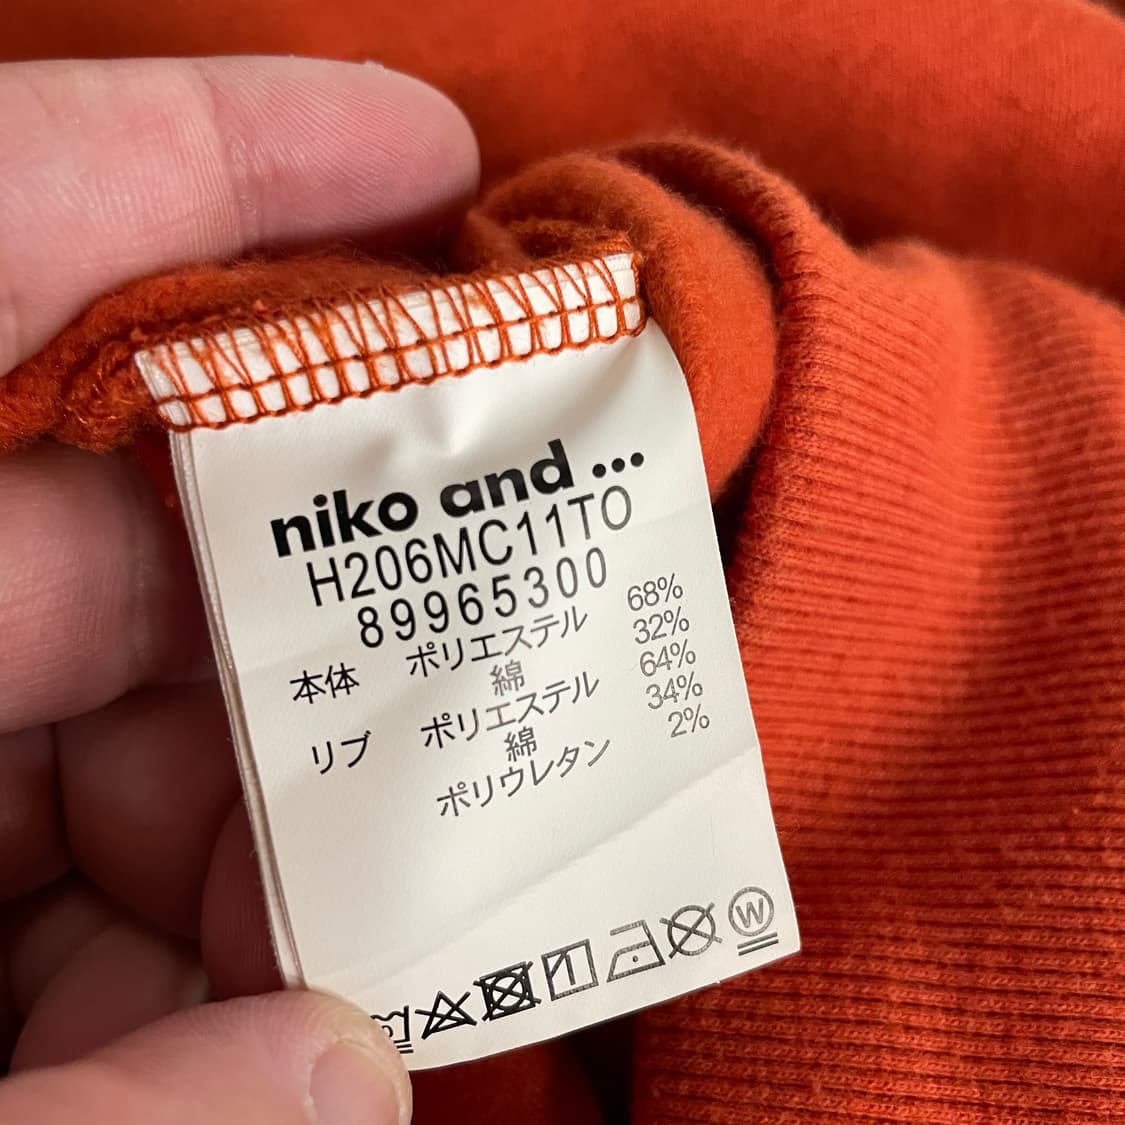 niko and ...
H206MC11TO
89965300
本体 ポリエステル 68%
綿 32%
リブ ポリエステル 64%
綿 34%
ポリウレタン 2%
W